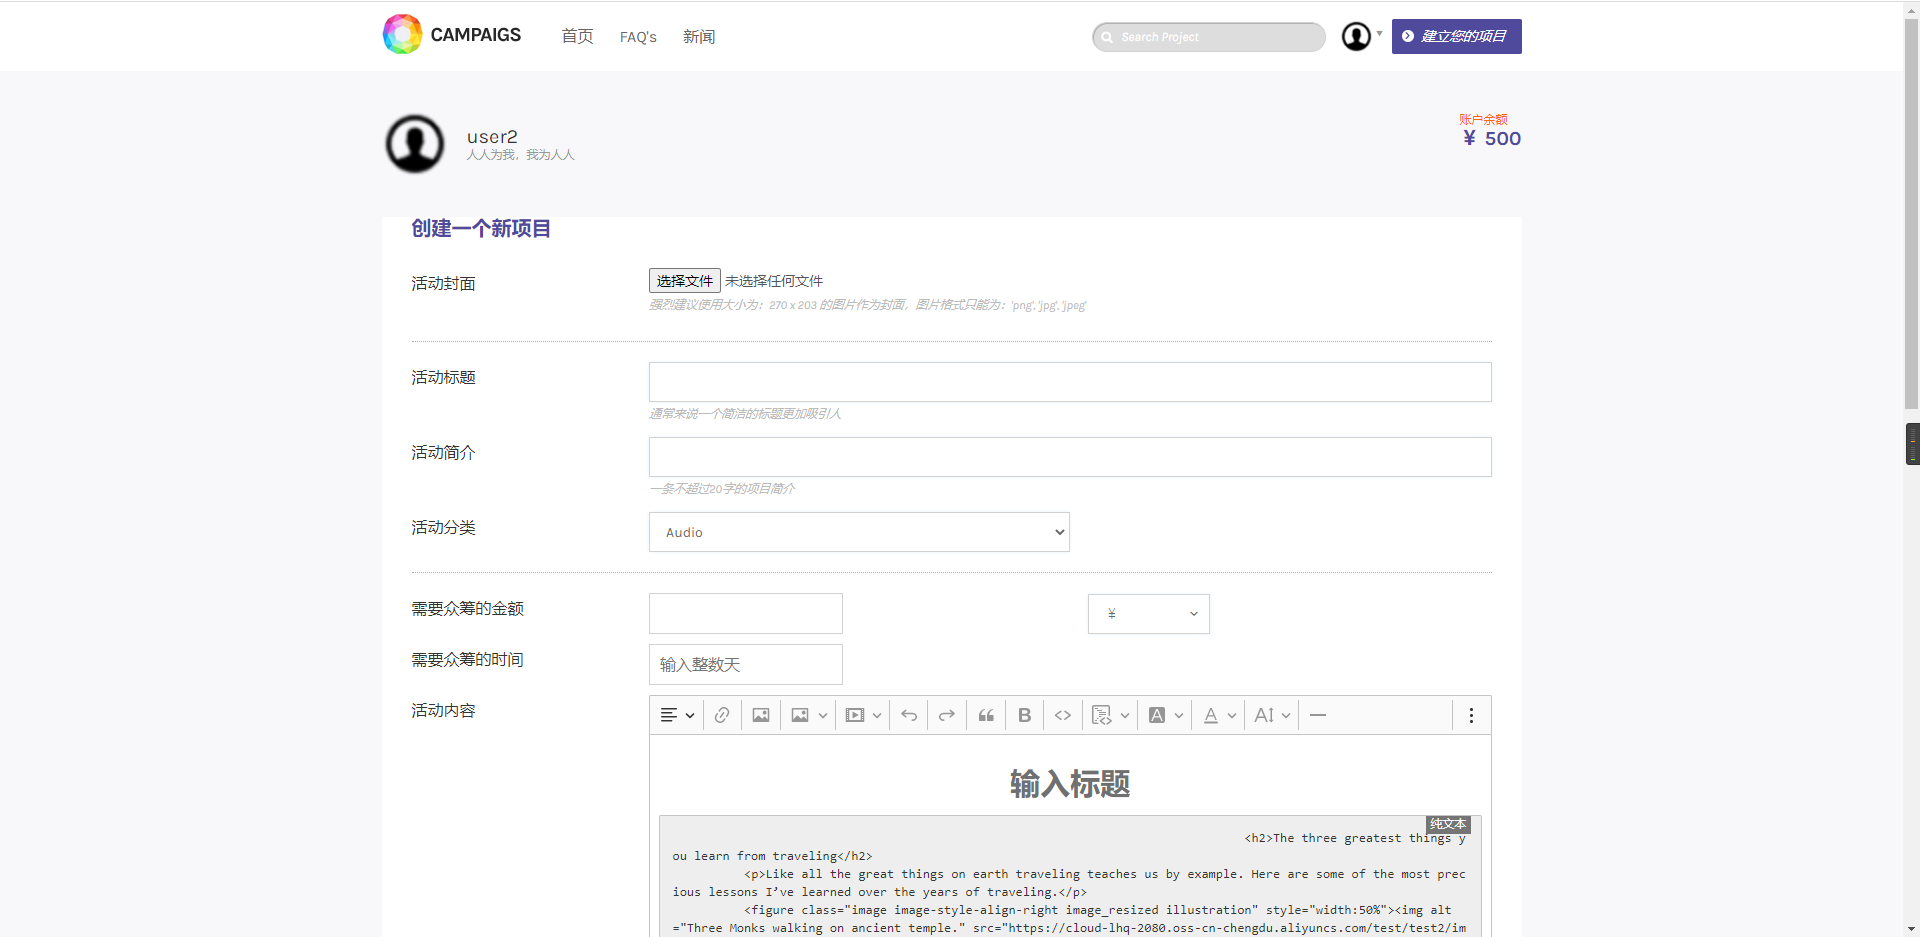 CAMPAIGS 首页 FAQ's 新闻 Search Project 建立您的项目
user2
人人为我，我为人人
账户余额
¥ 500
创建一个新项目
活动封面 选择文件 未选择任何文件
强烈建议使用大小为：270 x 203 的图片作为封面，图片格式只能为：'png', 'jpg', 'jpeg'
活动标题
通常来说一个简洁的标题更加吸引人
活动简介
一条不超过20字的项目简介
活动分类 Audio
需要众筹的金额 ¥
需要众筹的时间 输入整数天
活动内容
输入标题
纯文本
<h2>The three greatest things y
ou learn from traveling</h2>
<p>Like all the great things on earth traveling teaches us by example. Here are some of the most prec
ious lessons I’ve learned over the years of traveling.</p>
<figure class="image image-style-align-right image_resized illustration" style="width:50%"><img alt
="Three Monks walking on ancient temple." src="https://cloud-lhq-2080.oss-cn-chengdu.aliyuncs.com/test/test2/im